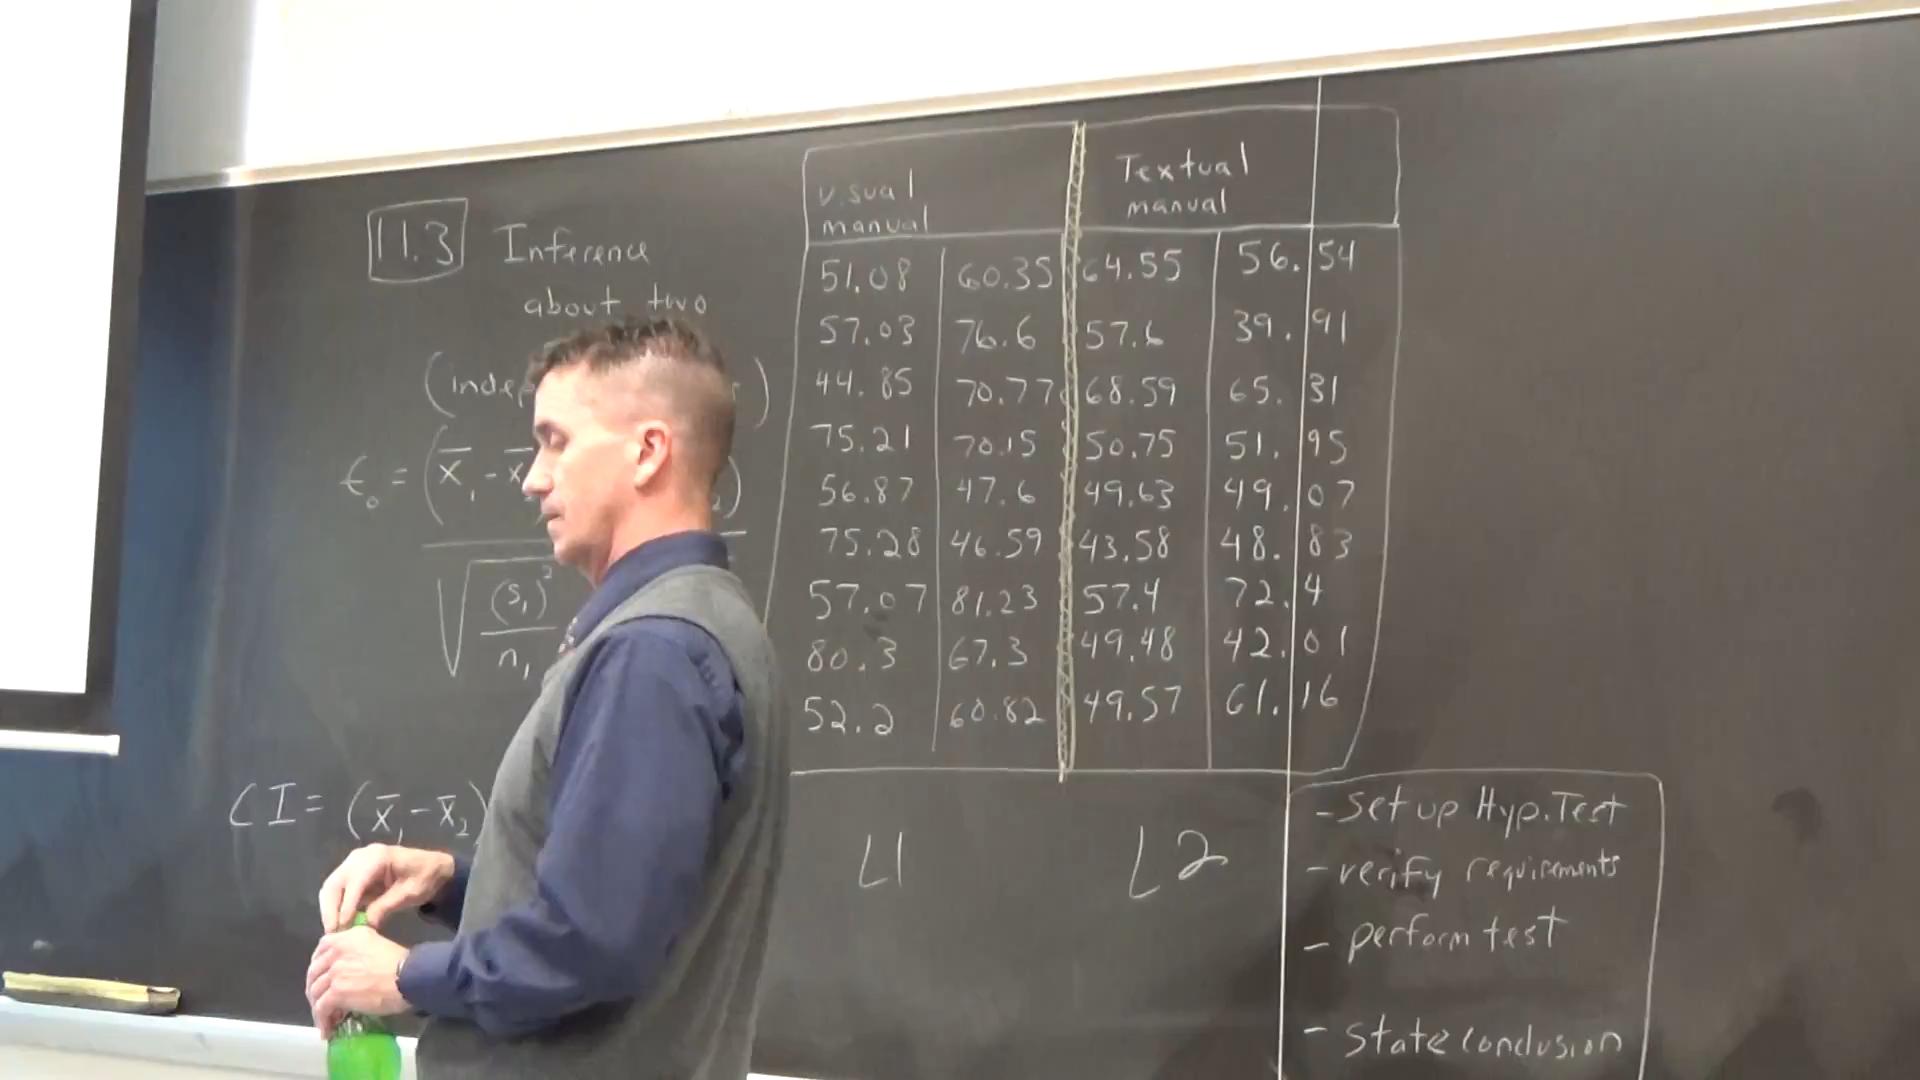 11.3 Inference
about two
(indep )
t₀ = (x̄₁ - x̄ )
(s₁)²
n₁
CI = (x̄₁ - x̄₂)
Visual
manual
Textual
manual
51.08 60.35 64.55 56.54
57.03 76.6 57.6 39.91
44.85 70.77 68.59 65.31
75.21 70.15 50.75 51.95
56.87 47.6 49.63 49.07
75.28 46.59 43.58 48.83
57.07 81.23 57.4 72.4
80.3 67.3 49.48 42.01
52.2 60.82 49.57 61.16
L1 L2
- Set up Hyp. Test
- verify requirements
- perform test
- state conclusion